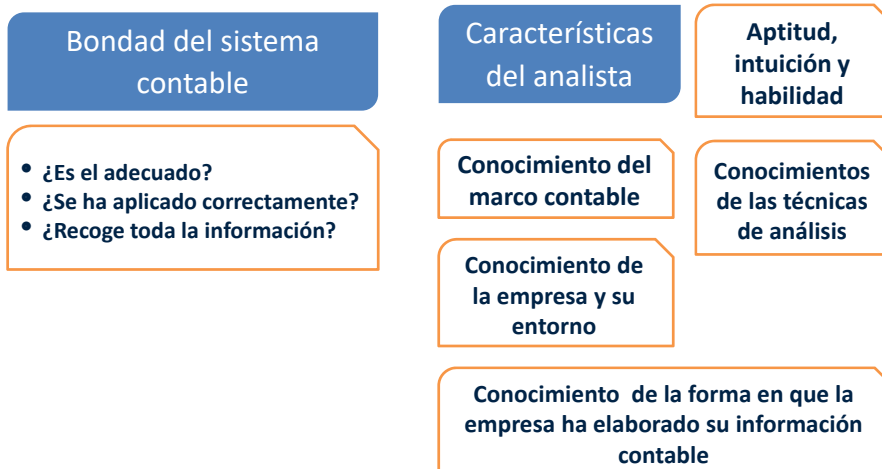 Bondad del sistema
contable
• ¿Es el adecuado?
• ¿Se ha aplicado correctamente?
• ¿Recoge toda la información?
Características
del analista
Aptitud,
intuición y
habilidad
Conocimiento del
marco contable
Conocimientos
de las técnicas
de análisis
Conocimiento de
la empresa y su
entorno
Conocimiento de la forma en que la
empresa ha elaborado su información
contable